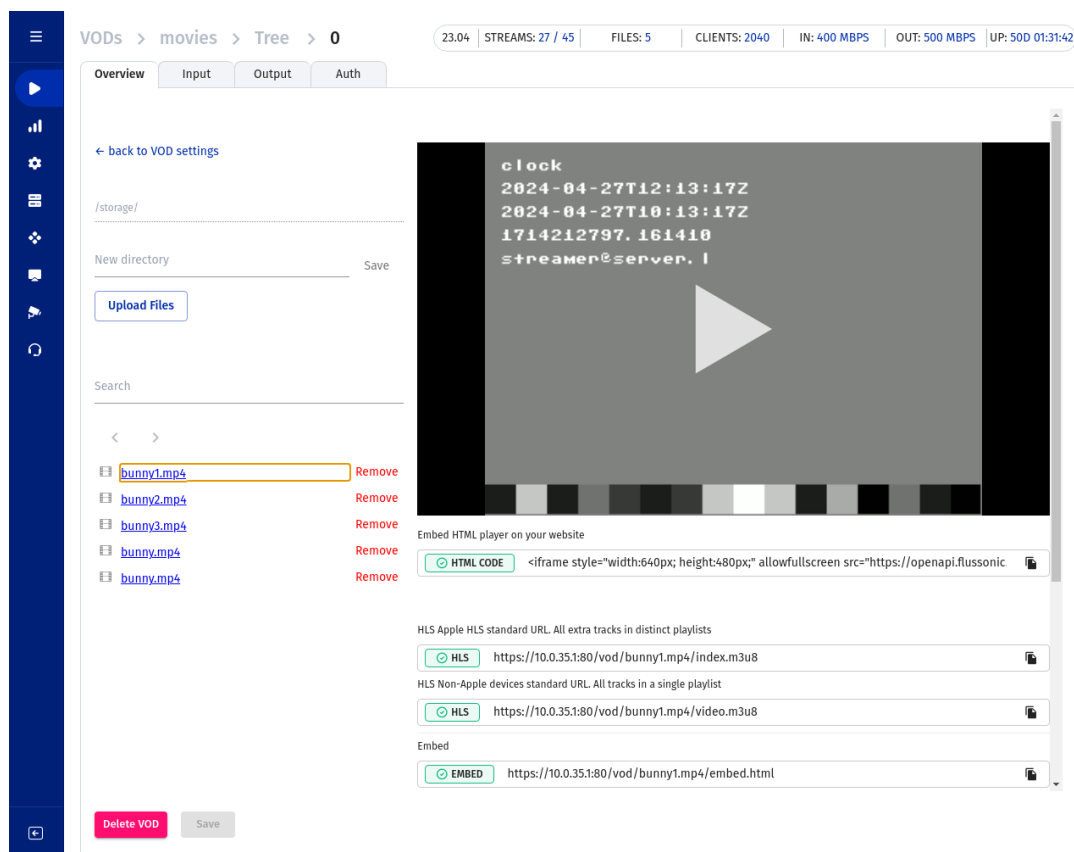 VODs > movies > Tree > 0
23.04 STREAMS: 27 / 45 FILES: 5 CLIENTS: 2040 IN: 400 MBPS OUT: 500 MBPS UP: 50D 01:31:42
Overview Input Output Auth
← back to VOD settings
/storage/
New directory
Save
Upload Files
Search
bunny1.mp4 Remove
bunny2.mp4 Remove
bunny3.mp4 Remove
bunny.mp4 Remove
bunny.mp4 Remove
clock
2024-04-27T12:13:17Z
2024-04-27T10:13:17Z
1714212797.161410
streamer@server.l
Embed HTML player on your website
HTML CODE <iframe style="width:640px; height:480px;" allowfullscreen src="https://openapi.flussonic.
HLS Apple HLS standard URL. All extra tracks in distinct playlists
HLS https://10.0.35.1:80/vod/bunny1.mp4/index.m3u8
HLS Non-Apple devices standard URL. All tracks in a single playlist
HLS https://10.0.35.1:80/vod/bunny1.mp4/video.m3u8
Embed
EMBED https://10.0.35.1:80/vod/bunny1.mp4/embed.html
Delete VOD Save